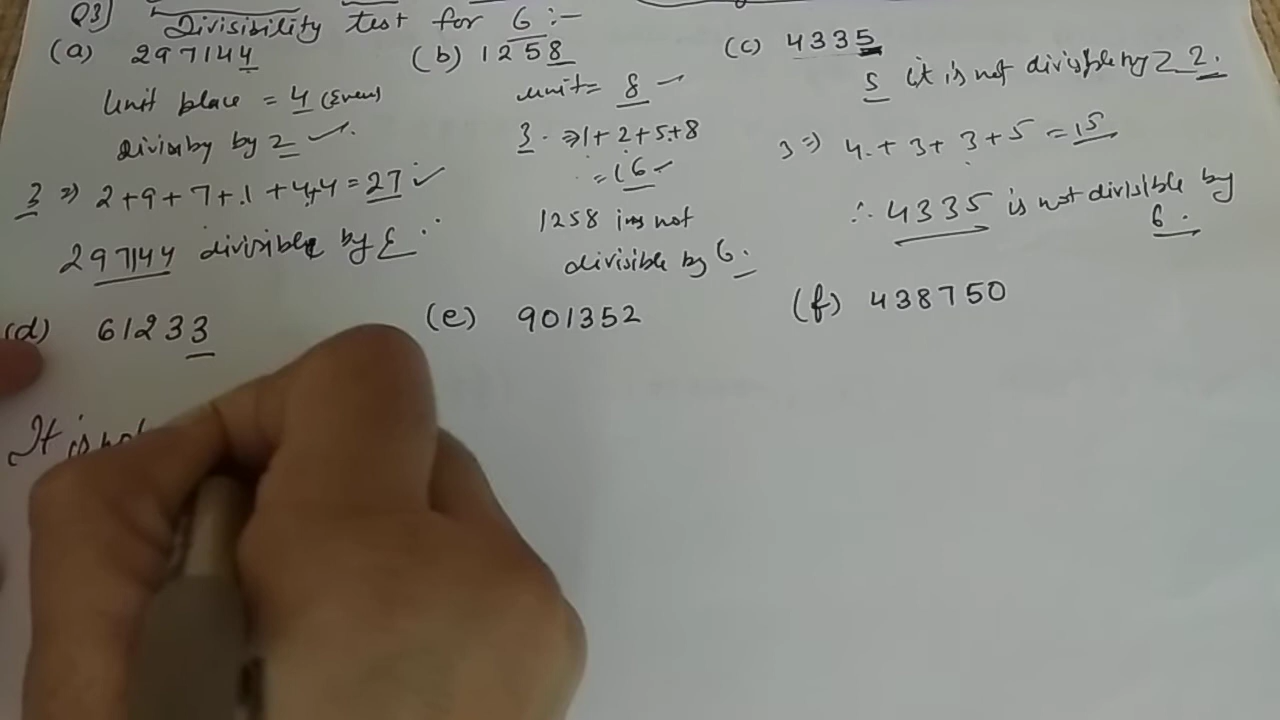 Q3) Divisibility test for 6 :-
(a) 297144
Unit place = 4 (Even)
divisby by 2 ✓.
3 ⇒ 2+9+7+1+4+4 = 27 ✓
297144 divisible by 6.
(b) 1258
unit = 8
3 ⇒ 1+2+5+8
= 16
1258 is not
divisible by 6.
(c) 4335
5 it is not divisible by 2.
3 ⇒ 4+3+3+5 = 15
∴ 4335 is not divisible by
6.
(d) 61233
It is not
(e) 901352
(f) 438750